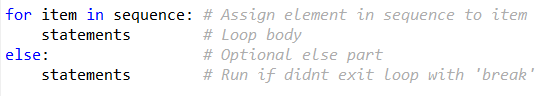 for item in sequence: # Assign element in sequence to item
    statements        # Loop body
else:                 # Optional else part
    statements        # Run if didnt exit loop with 'break'